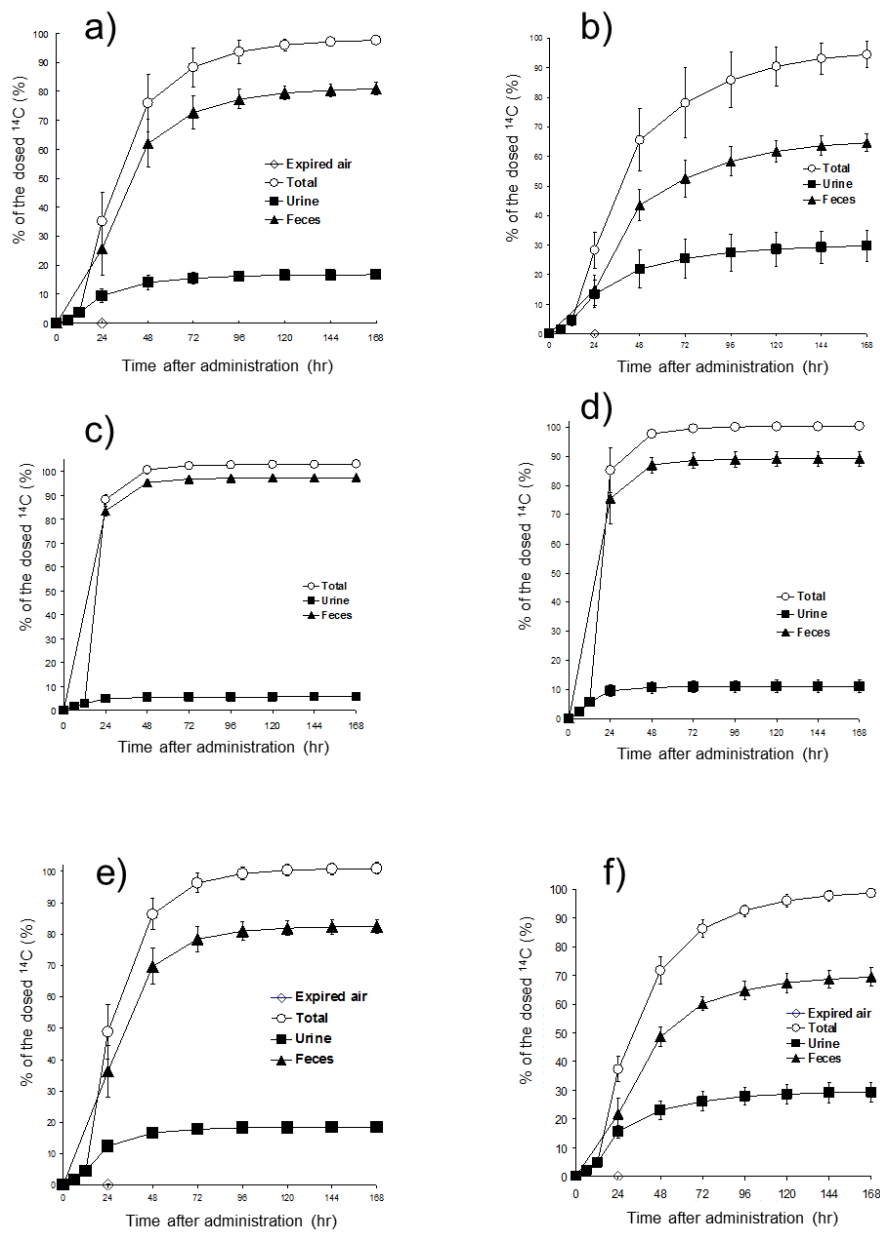 a)
% of the dosed ¹⁴C (%)
100
90
80
70
60
50
40
30
20
10
0
Expired air
Total
Urine
Feces
0 24 48 72 96 120 144 168
Time after administration (hr)
b)
% of the dosed ¹⁴C (%)
100
90
80
70
60
50
40
30
20
10
0
Total
Urine
Feces
0 24 48 72 96 120 144 168
Time after administration (hr)
c)
% of the dosed ¹⁴C (%)
100
90
80
70
60
50
40
30
20
10
0
Total
Urine
Feces
0 24 48 72 96 120 144 168
Time after administration (hr)
d)
% of the dosed ¹⁴C (%)
100
90
80
70
60
50
40
30
20
10
0
Total
Urine
Feces
0 24 48 72 96 120 144 168
Time after administration (hr)
e)
% of the dosed ¹⁴C (%)
100
90
80
70
60
50
40
30
20
10
0
Expired air
Total
Urine
Feces
0 24 48 72 96 120 144 168
Time after administration (hr)
f)
% of the dosed ¹⁴C (%)
100
90
80
70
60
50
40
30
20
10
0
Expired air
Total
Urine
Feces
0 24 48 72 96 120 144 168
Time after administration (hr)